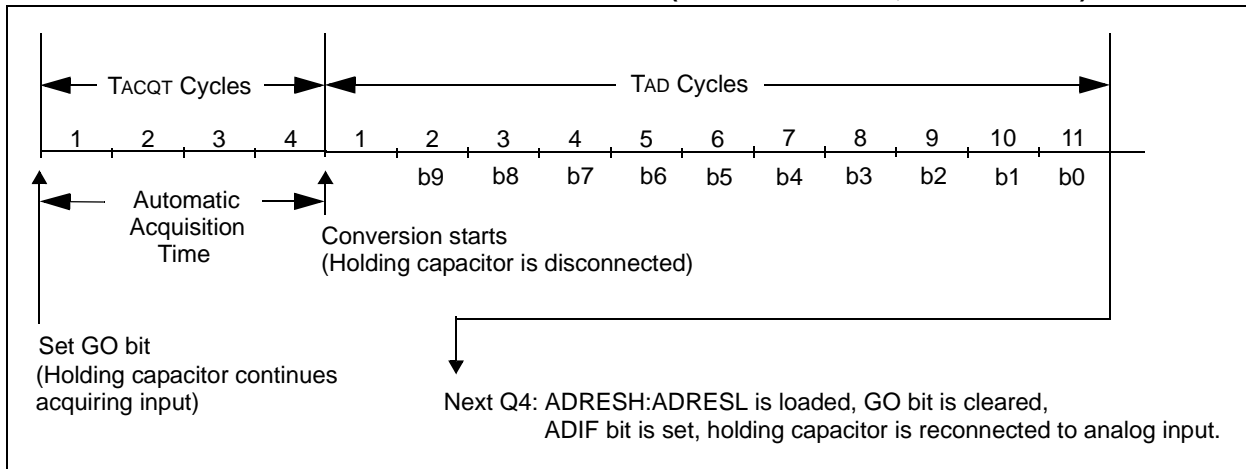 TACQT Cycles
TAD Cycles
1 2 3 4 1 2 3 4 5 6 7 8 9 10 11
b9 b8 b7 b6 b5 b4 b3 b2 b1 b0
Automatic
Acquisition
Time
Conversion starts
(Holding capacitor is disconnected)
Set GO bit
(Holding capacitor continues
acquiring input)
Next Q4: ADRESH:ADRESL is loaded, GO bit is cleared,
ADIF bit is set, holding capacitor is reconnected to analog input.